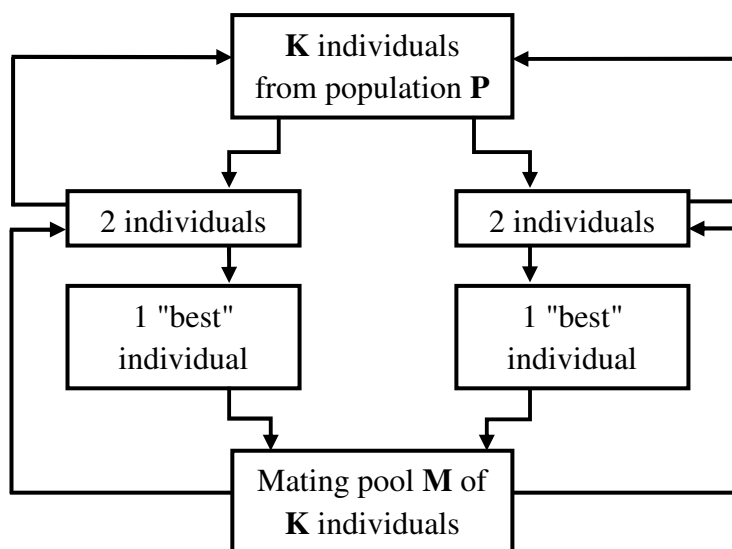 K individuals
from population P
2 individuals
2 individuals
1 "best"
individual
1 "best"
individual
Mating pool M of
K individuals